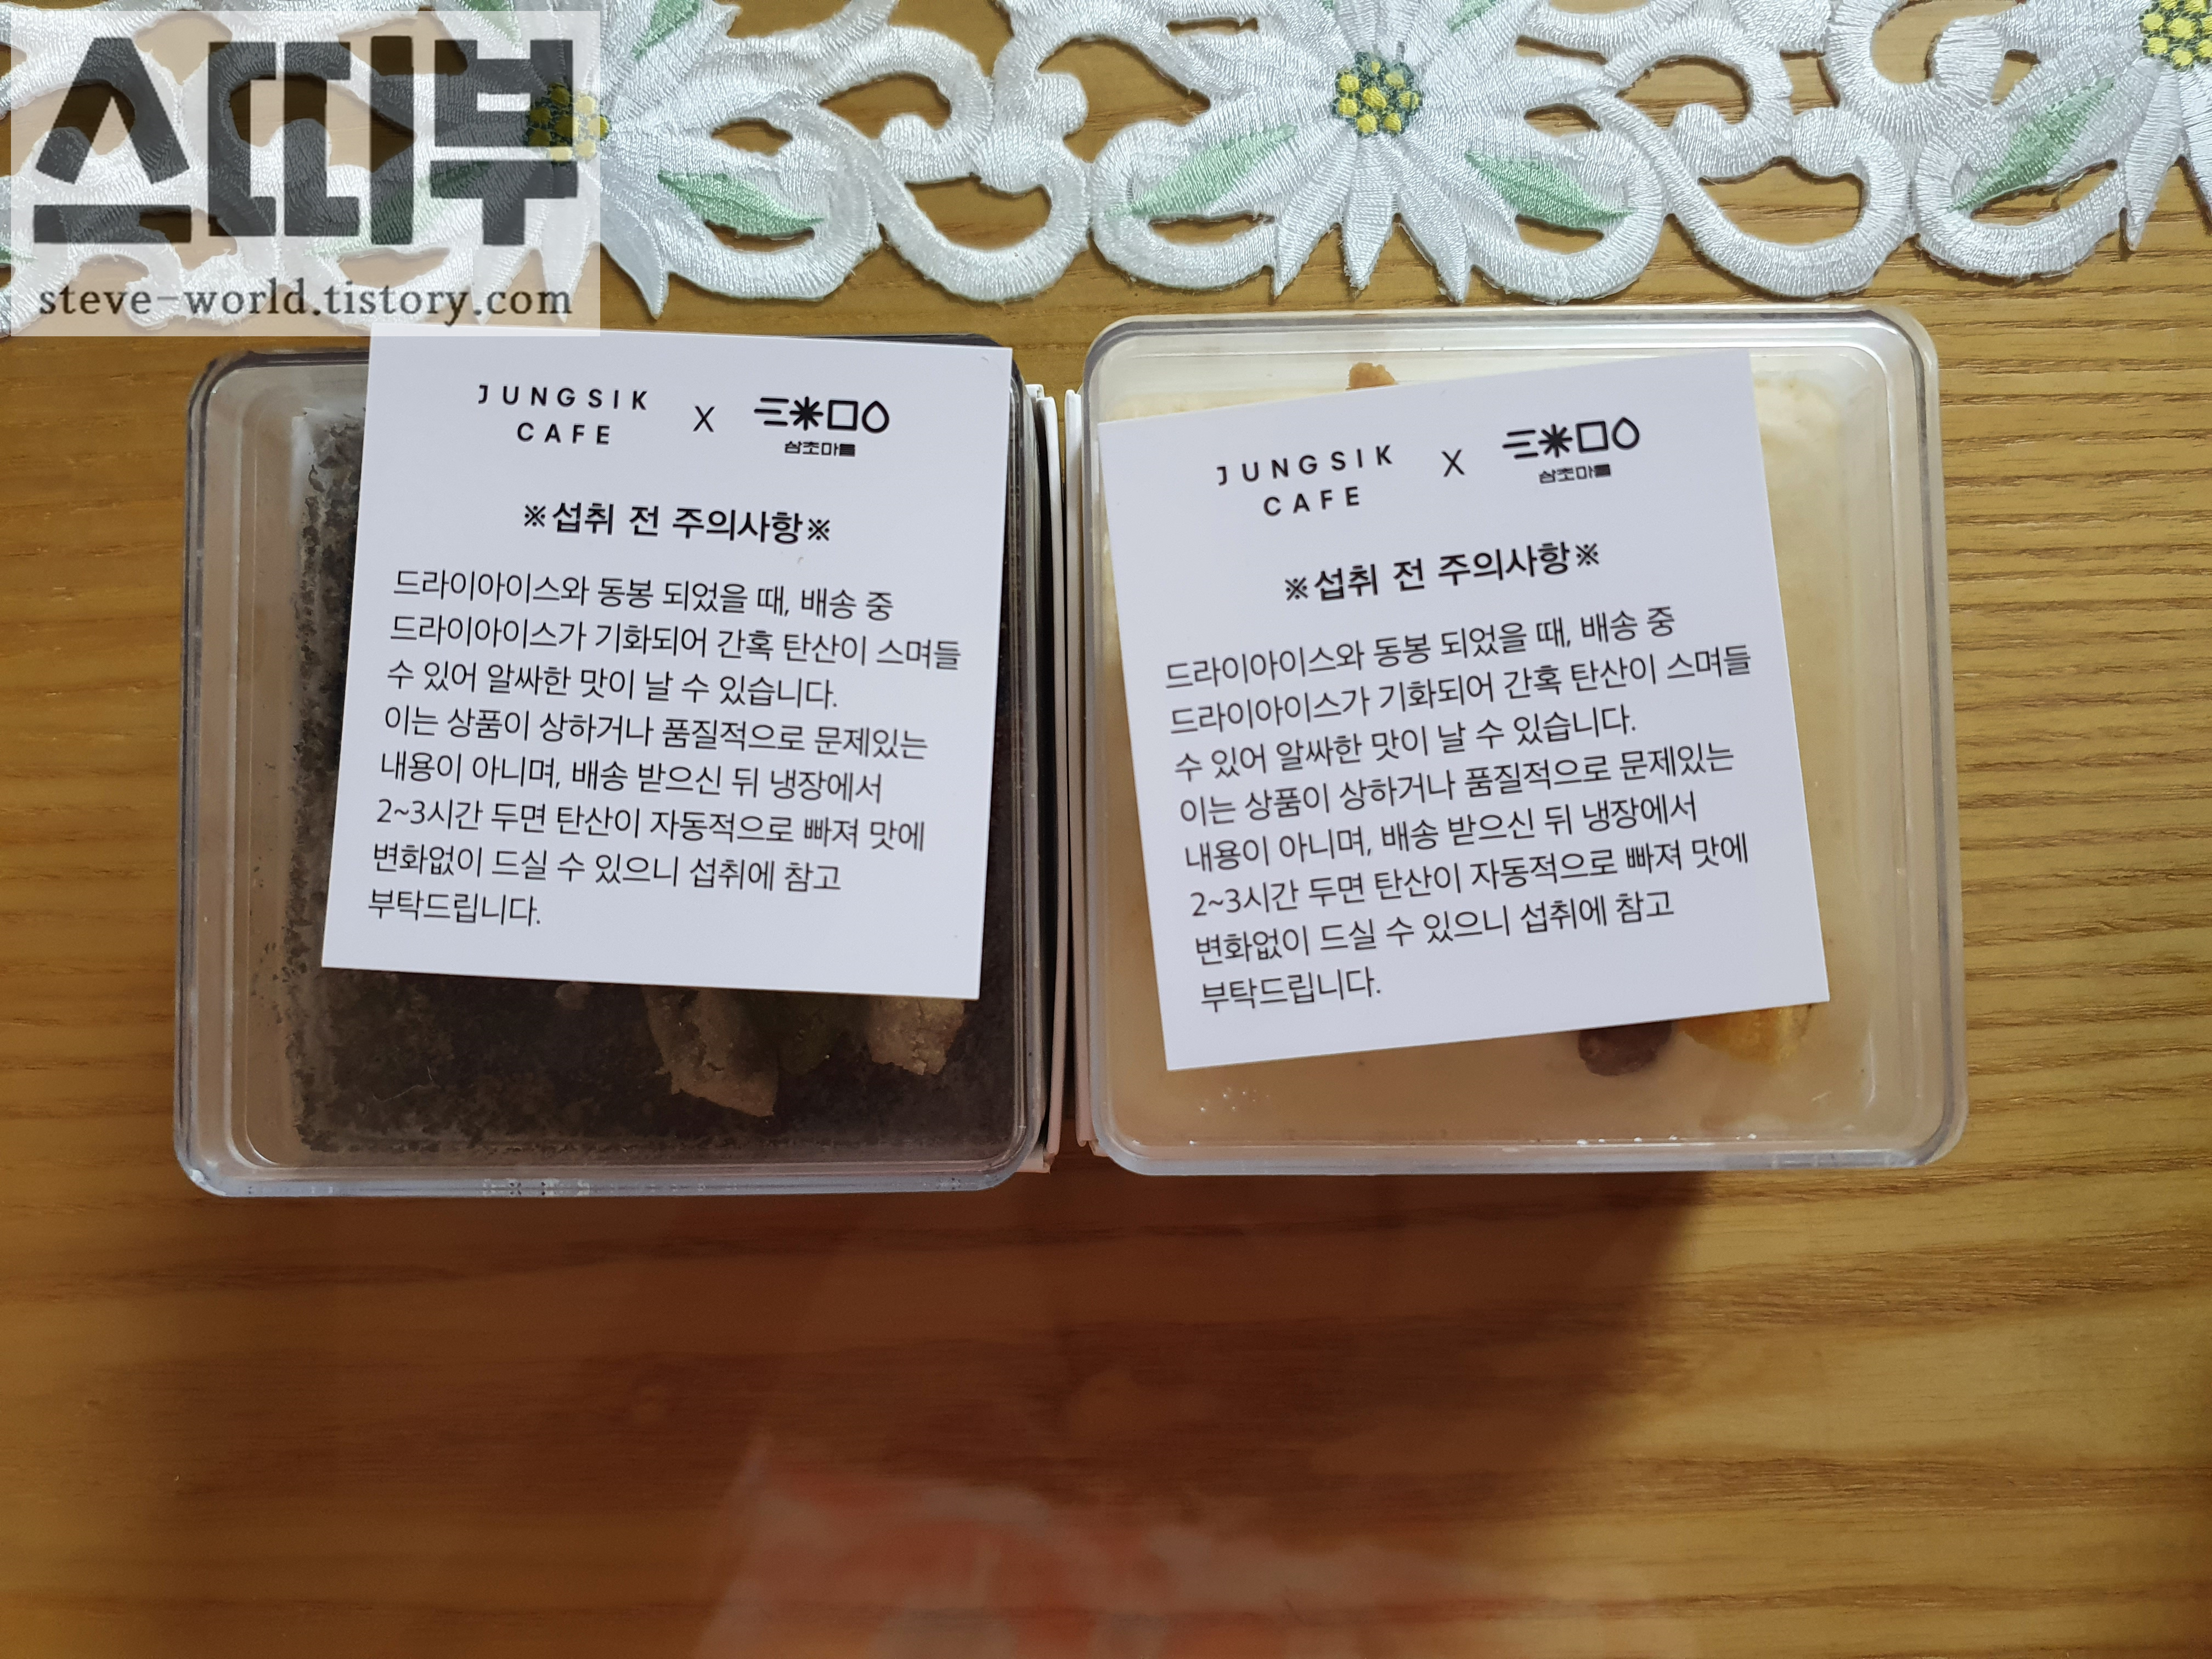 스띠부
steve-world.tistory.com
JUNGSIK
CAFE
X
삼초마늘
※섭취 전 주의사항※
드라이아이스와 동봉 되었을 때, 배송 중
드라이아이스가 기화되어 간혹 탄산이 스며들
수 있어 알싸한 맛이 날 수 있습니다.
이는 상품이 상하거나 품질적으로 문제있는
내용이 아니며, 배송 받으신 뒤 냉장에서
2~3시간 두면 탄산이 자동적으로 빠져 맛에
변화없이 드실 수 있으니 섭취에 참고
부탁드립니다.
JUNGSIK
CAFE
X
삼초마늘
※섭취 전 주의사항※
드라이아이스와 동봉 되었을 때, 배송 중
드라이아이스가 기화되어 간혹 탄산이 스며들
수 있어 알싸한 맛이 날 수 있습니다.
이는 상품이 상하거나 품질적으로 문제있는
내용이 아니며, 배송 받으신 뒤 냉장에서
2~3시간 두면 탄산이 자동적으로 빠져 맛에
변화없이 드실 수 있으니 섭취에 참고
부탁드립니다.